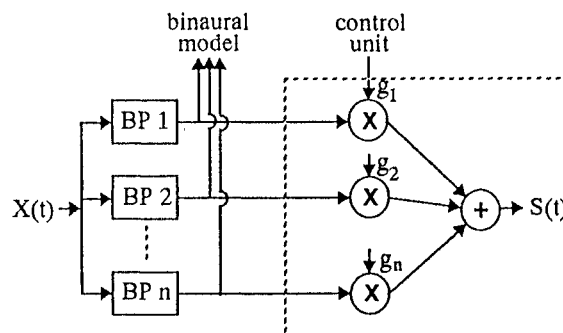 binaural model
control unit
g1
BP 1
X
g2
X(t)
BP 2
X
+
S(t)
gn
BP n
X